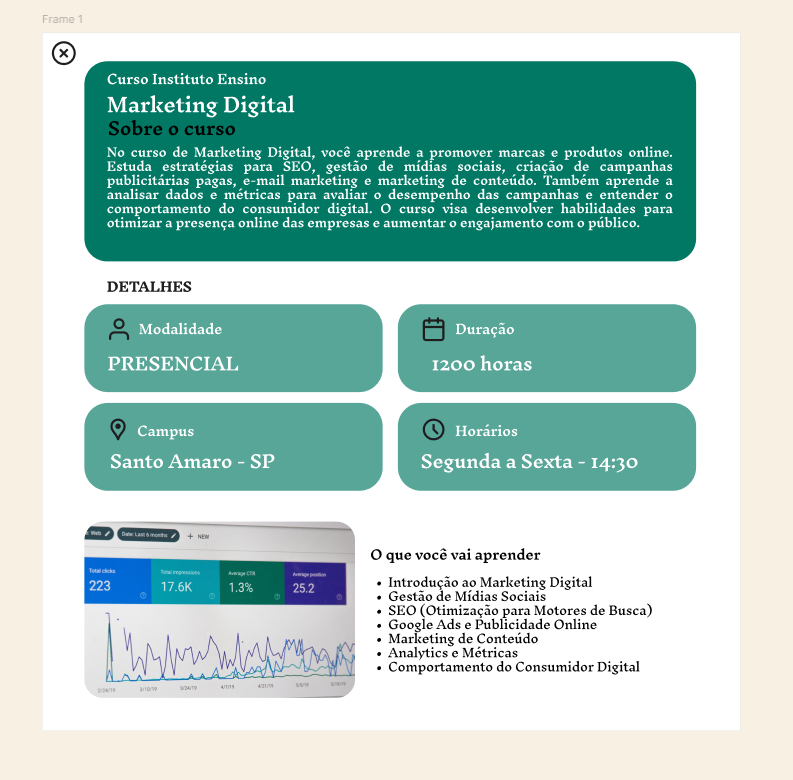 Frame 1
Curso Instituto Ensino
Marketing Digital
Sobre o curso
No curso de Marketing Digital, você aprende a promover marcas e produtos online.
Estuda estratégias para SEO, gestão de mídias sociais, criação de campanhas
publicitárias pagas, e-mail marketing e marketing de conteúdo. Também aprende a
analisar dados e métricas para avaliar o desempenho das campanhas e entender o
comportamento do consumidor digital. O curso visa desenvolver habilidades para
otimizar a presença online das empresas e aumentar o engajamento com o público.
DETALHES
Modalidade
PRESENCIAL
Duração
1200 horas
Campus
Santo Amaro - SP
Horários
Segunda a Sexta - 14:30
: Web
Date: Last 6 months
+ NEW
Total clicks
223
Total impressions
17.6K
Average CTR
1.3%
Average position
25.2
2/24/19 3/10/19 3/24/19 4/7/19 4/21/19 5/5/19 5/19/19
O que você vai aprender
• Introdução ao Marketing Digital
• Gestão de Mídias Sociais
• SEO (Otimização para Motores de Busca)
• Google Ads e Publicidade Online
• Marketing de Conteúdo
• Analytics e Métricas
• Comportamento do Consumidor Digital